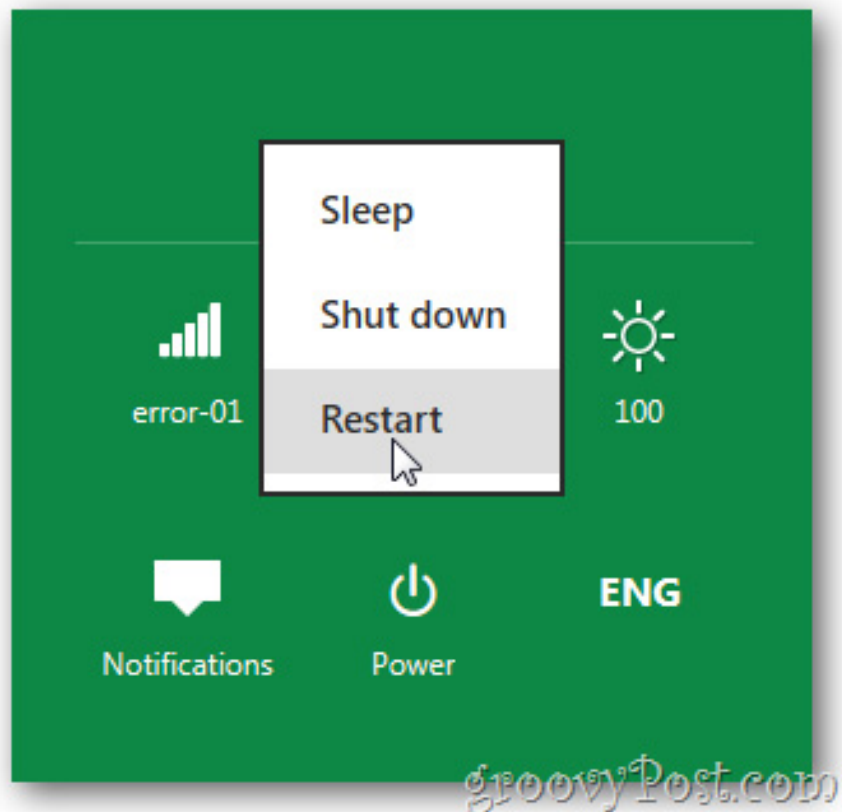 Sleep
Shut down
Restart
error-01
100
Notifications
Power
ENG
groovyPost.com